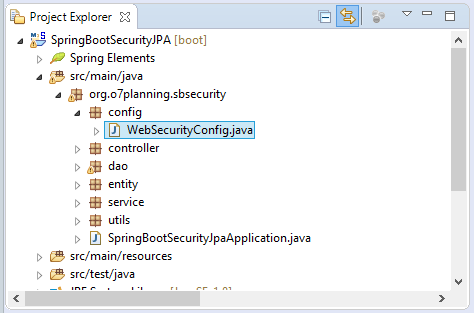 Project Explorer
SpringBootSecurityJPA [boot]
Spring Elements
src/main/java
org.o7planning.sbsecurity
config
WebSecurityConfig.java
controller
dao
entity
service
utils
SpringBootSecurityJpaApplication.java
src/main/resources
src/test/java